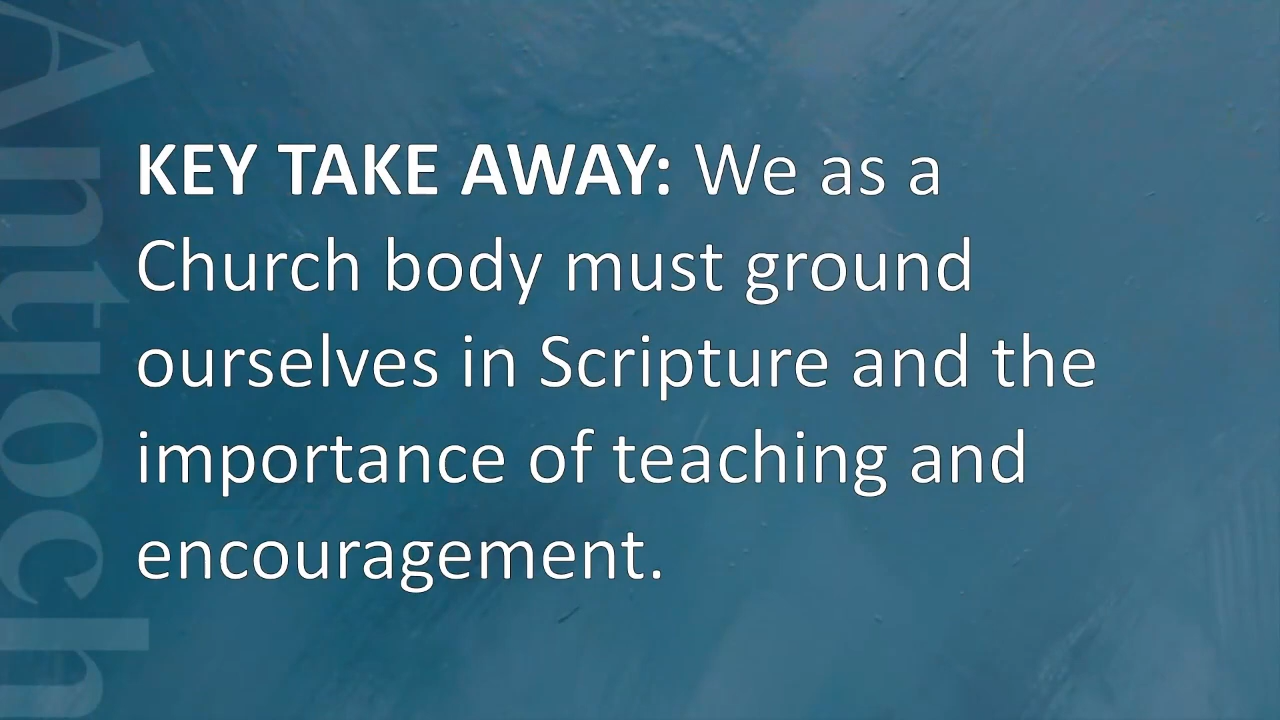 Antioch
KEY TAKE AWAY: We as a
Church body must ground
ourselves in Scripture and the
importance of teaching and
encouragement.